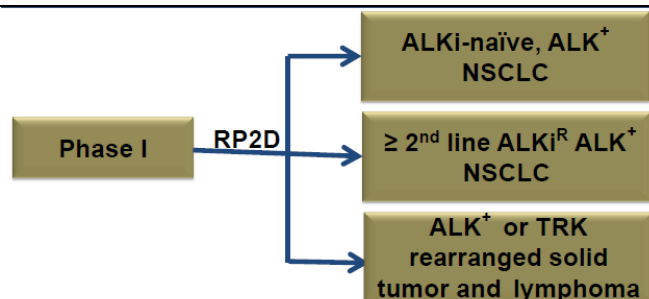 ALKi-naïve, ALK⁺
NSCLC
Phase I
RP2D
≥ 2ⁿᵈ line ALKiᴿ ALK⁺
NSCLC
ALK⁺ or TRK
rearranged solid
tumor and lymphoma